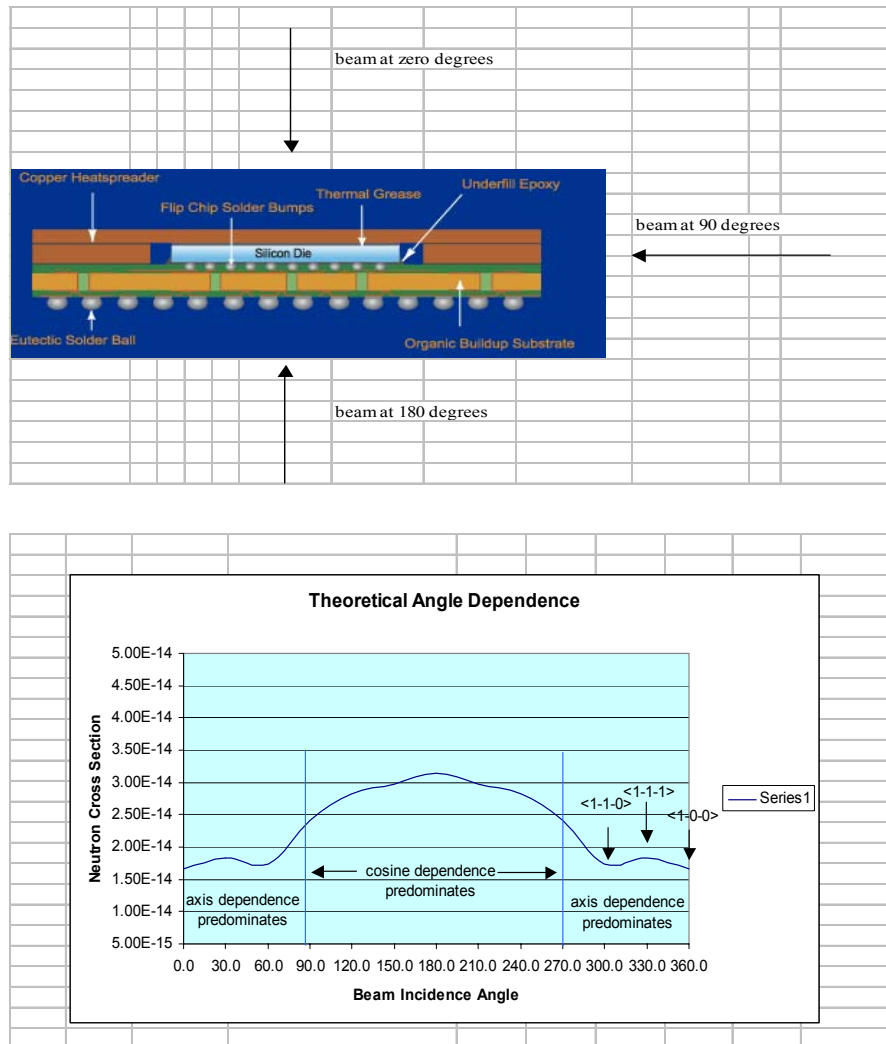 beam at zero degrees
Copper Heatspreader
Thermal Grease
Underfill Epoxy
Flip Chip Solder Bumps
beam at 90 degrees
Silicon Die
Eutectic Solder Ball
Organic Buildup Substrate
beam at 180 degrees
Theoretical Angle Dependence
Neutron Cross Section
5.00E-14
4.50E-14
4.00E-14
3.50E-14
3.00E-14
2.50E-14
2.00E-14
1.50E-14
1.00E-14
5.00E-15
<1-1-0>
<1-1-1>
<1-0-0>
Series1
axis dependence
predominates
cosine dependence
predominates
axis dependence
predominates
0.0 30.0 60.0 90.0 120.0 150.0 180.0 210.0 240.0 270.0 300.0 330.0 360.0
Beam Incidence Angle